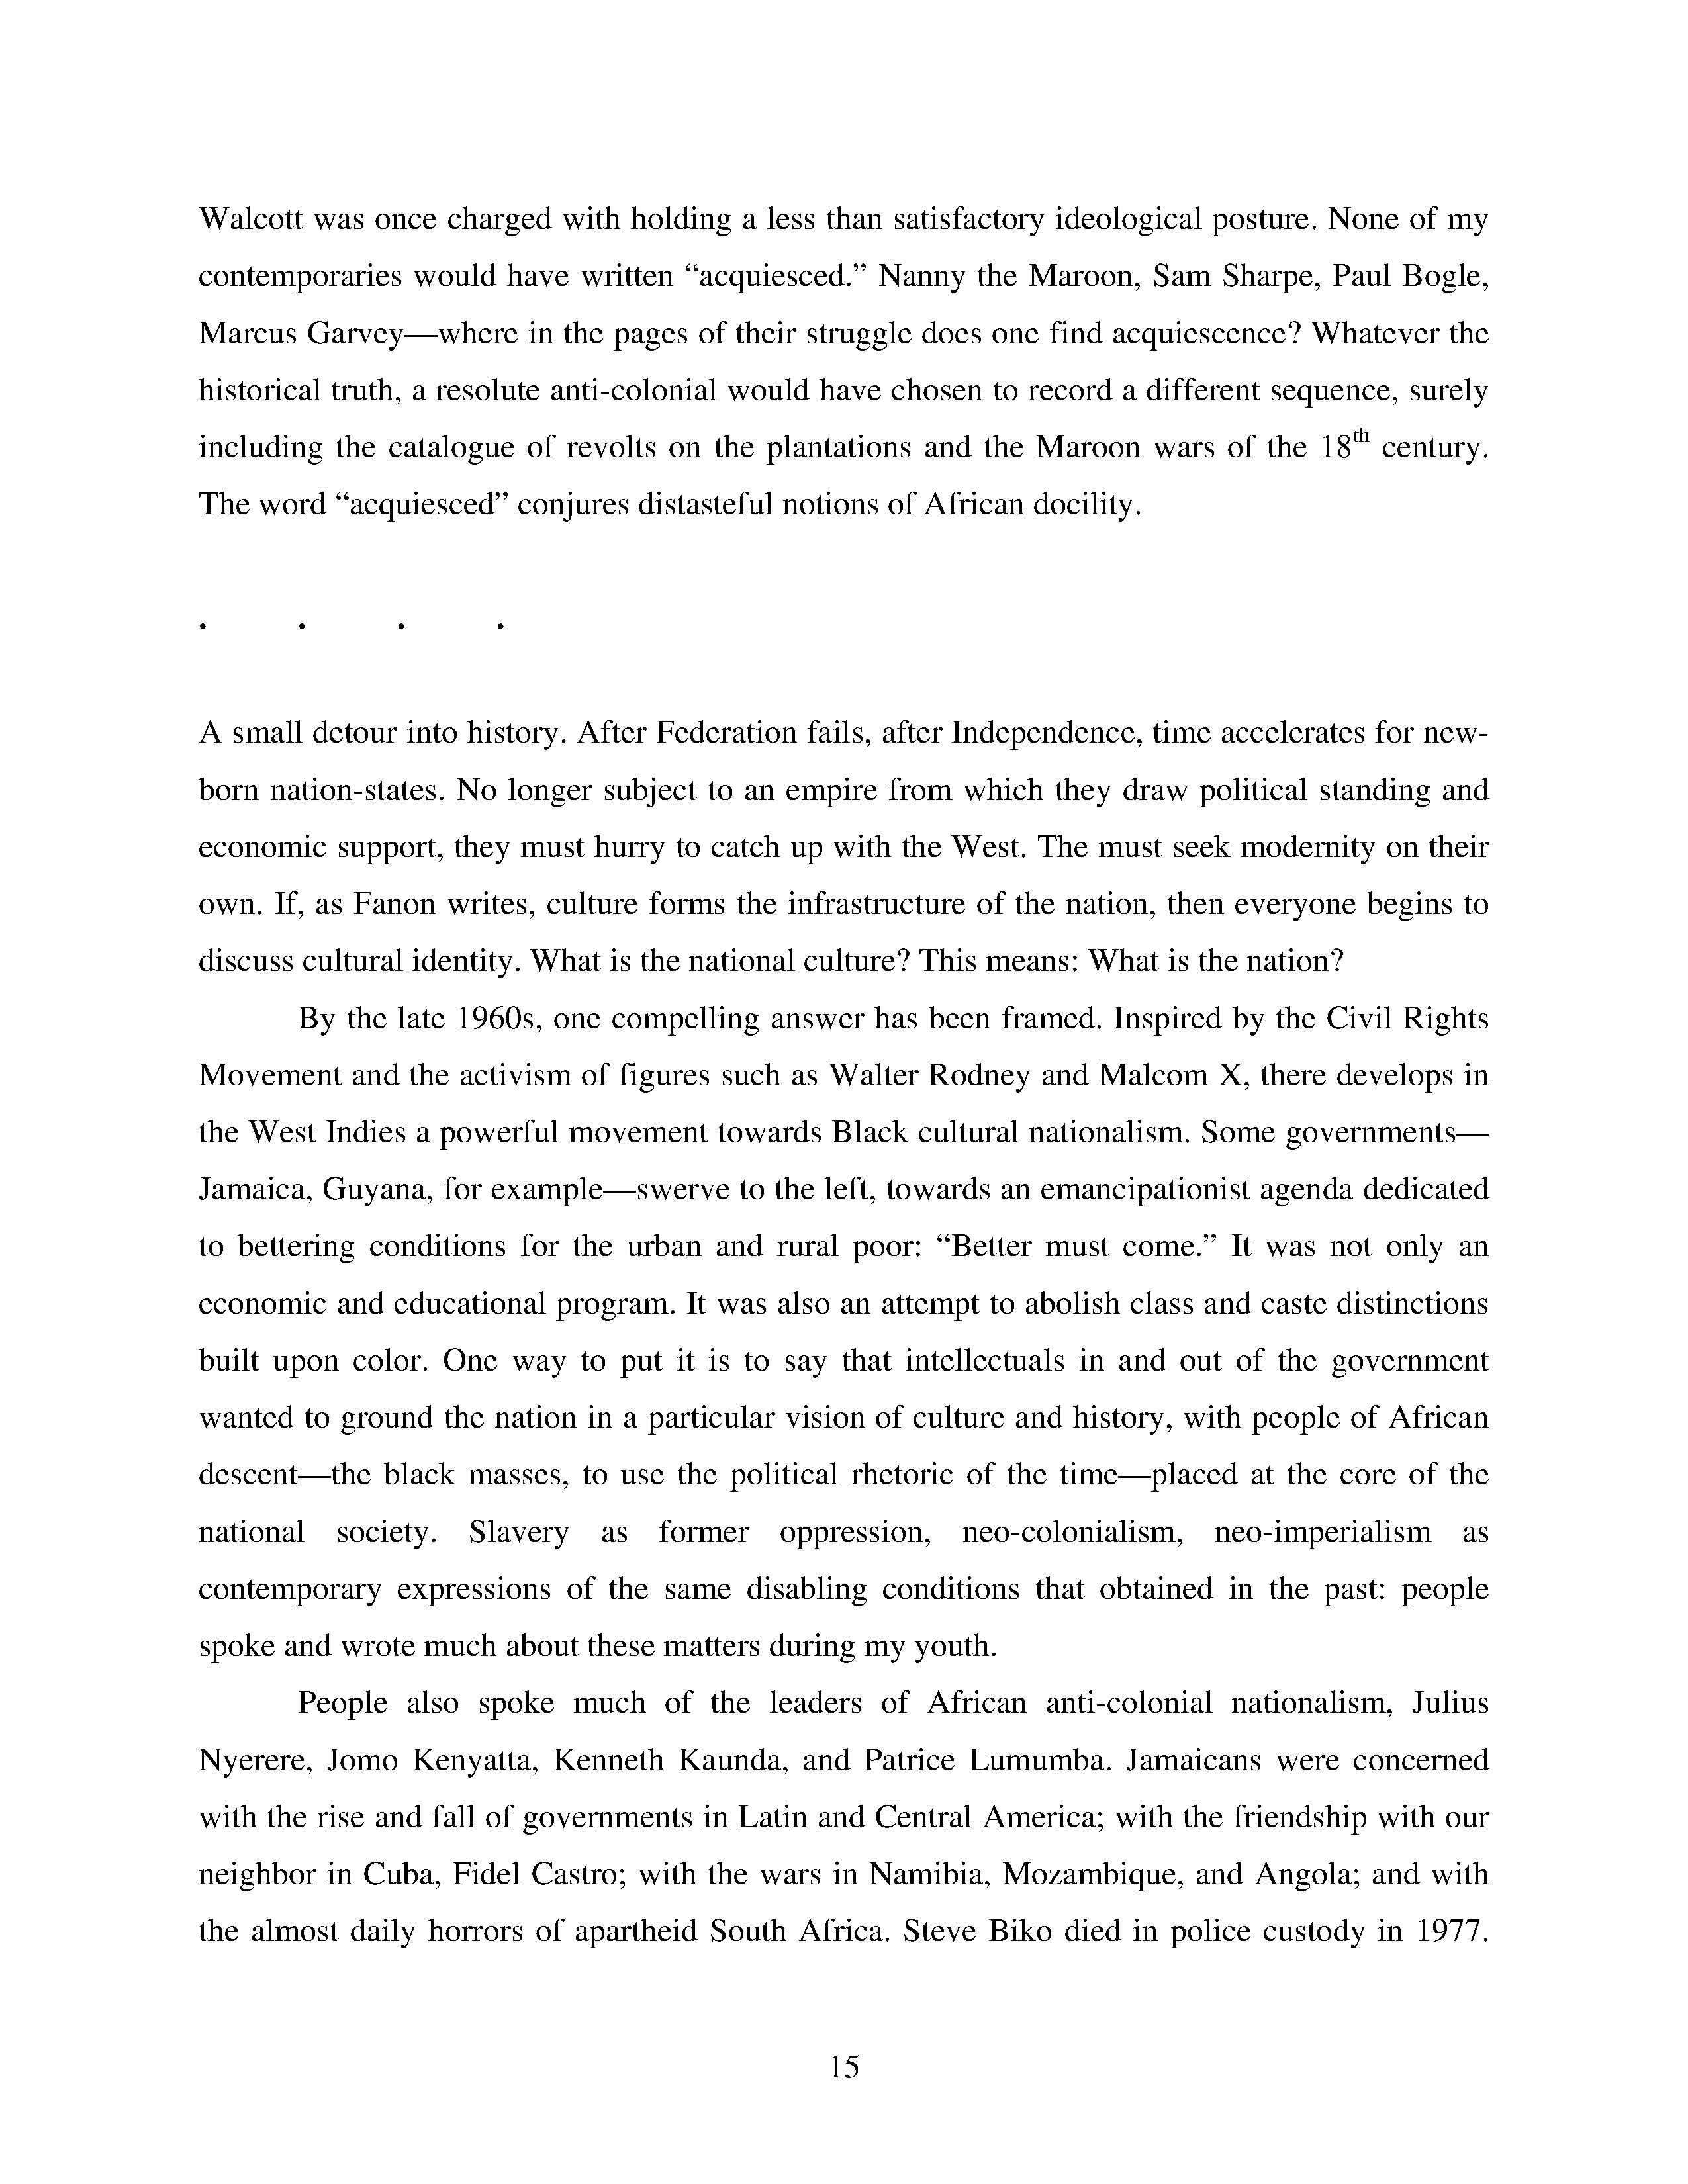 Walcott was once charged with holding a less than satisfactory ideological posture. None of my
contemporaries would have written “acquiesced.” Nanny the Maroon, Sam Sharpe, Paul Bogle,
Marcus Garvey—where in the pages of their struggle does one find acquiescence? Whatever the
historical truth, a resolute anti-colonial would have chosen to record a different sequence, surely
including the catalogue of revolts on the plantations and the Maroon wars of the 18th century.
The word “acquiesced” conjures distasteful notions of African docility.
. . . .
A small detour into history. After Federation fails, after Independence, time accelerates for new-
born nation-states. No longer subject to an empire from which they draw political standing and
economic support, they must hurry to catch up with the West. The must seek modernity on their
own. If, as Fanon writes, culture forms the infrastructure of the nation, then everyone begins to
discuss cultural identity. What is the national culture? This means: What is the nation?
By the late 1960s, one compelling answer has been framed. Inspired by the Civil Rights
Movement and the activism of figures such as Walter Rodney and Malcom X, there develops in
the West Indies a powerful movement towards Black cultural nationalism. Some governments—
Jamaica, Guyana, for example—swerve to the left, towards an emancipationist agenda dedicated
to bettering conditions for the urban and rural poor: “Better must come.” It was not only an
economic and educational program. It was also an attempt to abolish class and caste distinctions
built upon color. One way to put it is to say that intellectuals in and out of the government
wanted to ground the nation in a particular vision of culture and history, with people of African
descent—the black masses, to use the political rhetoric of the time—placed at the core of the
national society. Slavery as former oppression, neo-colonialism, neo-imperialism as
contemporary expressions of the same disabling conditions that obtained in the past: people
spoke and wrote much about these matters during my youth.
People also spoke much of the leaders of African anti-colonial nationalism, Julius
Nyerere, Jomo Kenyatta, Kenneth Kaunda, and Patrice Lumumba. Jamaicans were concerned
with the rise and fall of governments in Latin and Central America; with the friendship with our
neighbor in Cuba, Fidel Castro; with the wars in Namibia, Mozambique, and Angola; and with
the almost daily horrors of apartheid South Africa. Steve Biko died in police custody in 1977.
15